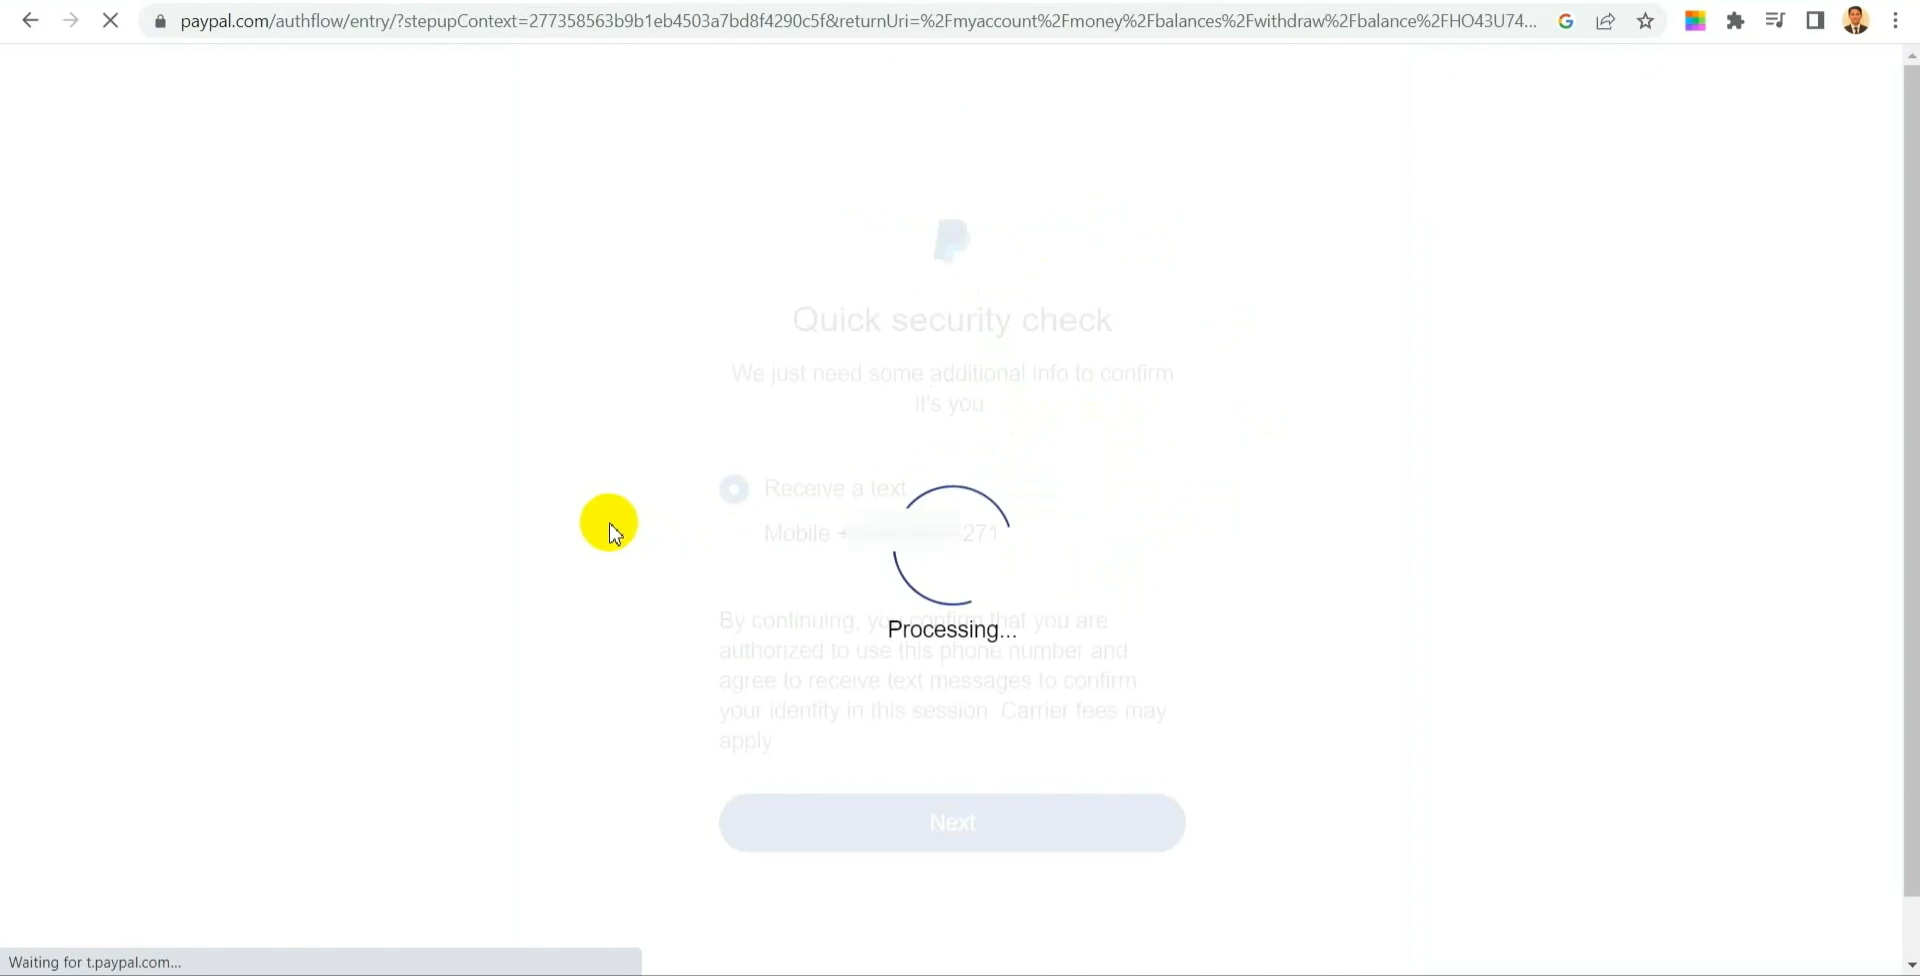 paypal.com/authflow/entry/?stepupContext=277358563b9b1eb4503a7bd8f4290c5f8&returnUri=%2Fmyaccount%2Fmoney%2Fbalances%2Fwithdraw%2Fbalance%2FHO43U74...
Quick security check
We just need some additional info to confirm
it's you
Receive a text
Mobile + 271
Processing...
By continuing, you confirm that you are
authorized to use this phone number and
agree to receive text messages to confirm
your identity in this session. Carrier fees may
apply
Next
Waiting for t.paypal.com...